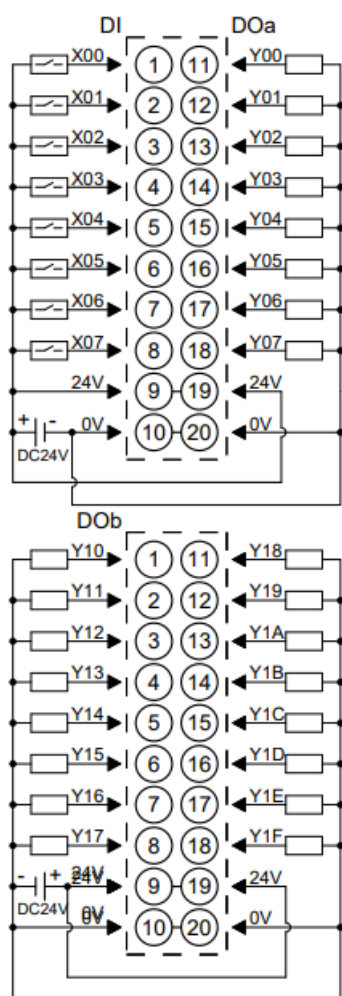 DI DOa
X00 1 11 Y00
X01 2 12 Y01
X02 3 13 Y02
X03 4 14 Y03
X04 5 15 Y04
X05 6 16 Y05
X06 7 17 Y06
X07 8 18 Y07
24V 9 19 24V
+ - 0V 10 20 0V
DC24V
DOb
Y10 1 11 Y18
Y11 2 12 Y19
Y12 3 13 Y1A
Y13 4 14 Y1B
Y14 5 15 Y1C
Y15 6 16 Y1D
Y16 7 17 Y1E
Y17 8 18 Y1F
24V
- + 24V 9 19 24V
DC24V
0V
0V 10 20 0V